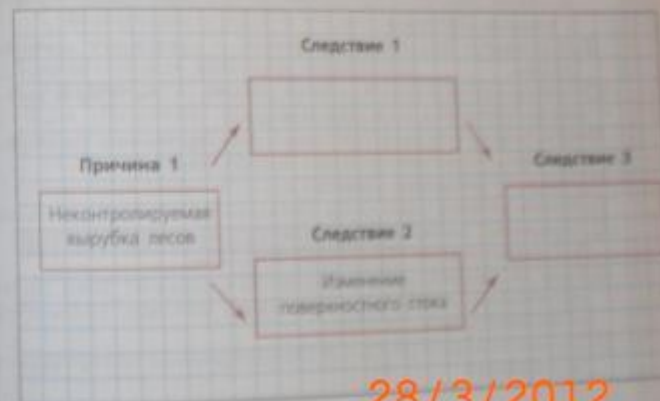 Следствие 1
Причина 1
Неконтролируемая
вырубка лесов
Следствие 2
Изменение
поверхностного стока
Следствие 3
28/3/2012